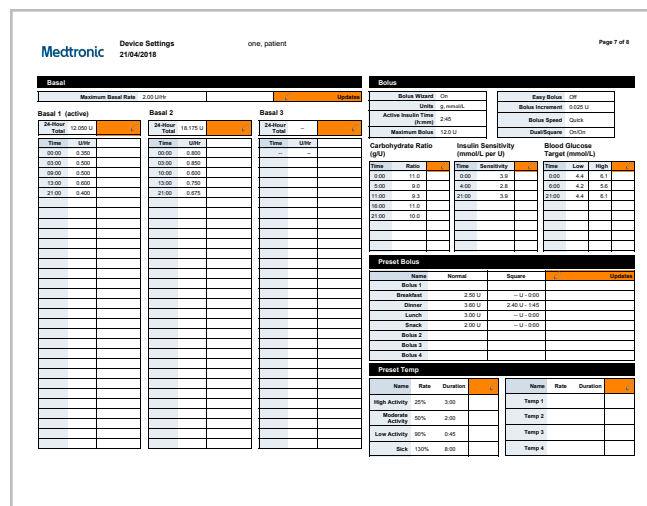 Medtronic
Device Settings
21/04/2018
one, patient
Page 7 of 8
Basal
Maximum Basal Rate 2.00 U/Hr Updates
Basal 1 (active)
24-Hour Total 12.050 U
Time U/Hr
00:00 0.350
03:00 0.500
09:00 0.500
13:00 0.600
21:00 0.400
Basal 2
24-Hour Total 18.175 U
Time U/Hr
00:00 0.800
03:00 0.850
10:00 0.600
13:00 0.750
21:00 0.675
Basal 3
24-Hour Total --
Time U/Hr
-- --
Bolus
Bolus Wizard On
Units g, mmol/L
Active Insulin Time (h:mm) 2:45
Maximum Bolus 12.0 U
Easy Bolus Off
Bolus Increment 0.025 U
Bolus Speed Quick
Dual/Square On/On
Carbohydrate Ratio (g/U)
Time Ratio
0:00 11.0
5:00 9.0
11:00 9.3
16:00 11.0
21:00 10.0
Insulin Sensitivity (mmol/L per U)
Time Sensitivity
0:00 3.9
4:00 2.8
21:00 3.9
Blood Glucose Target (mmol/L)
Time Low High
0:00 4.4 6.1
6:00 4.2 5.6
21:00 4.4 6.1
Preset Bolus
Name Normal Square Updates
Bolus 1
Breakfast 2.50 U -- U - 0:00
Dinner 3.60 U 2.40 U - 1:45
Lunch 3.00 U -- U - 0:00
Snack 2.00 U -- U - 0:00
Bolus 2
Bolus 3
Bolus 4
Preset Temp
Name Rate Duration
High Activity 25% 3:00
Moderate Activity 50% 2:00
Low Activity 90% 0:45
Sick 130% 8:00
Name Rate Duration
Temp 1
Temp 2
Temp 3
Temp 4